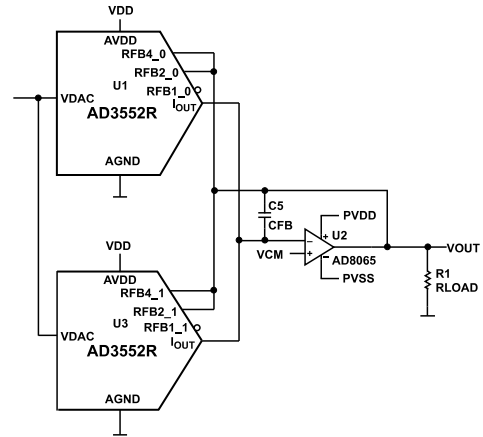 VDD
AVDD
RFB4_0
RFB2_0
U1
RFB1_0
VDAC
IOUT
AD3552R
AGND
C5
CFB
PVDD
U2
AD8065
VCM
PVSS
VOUT
R1
RLOAD
VDD
AVDD
RFB4_1
RFB2_1
U3
RFB1_1
VDAC
IOUT
AD3552R
AGND